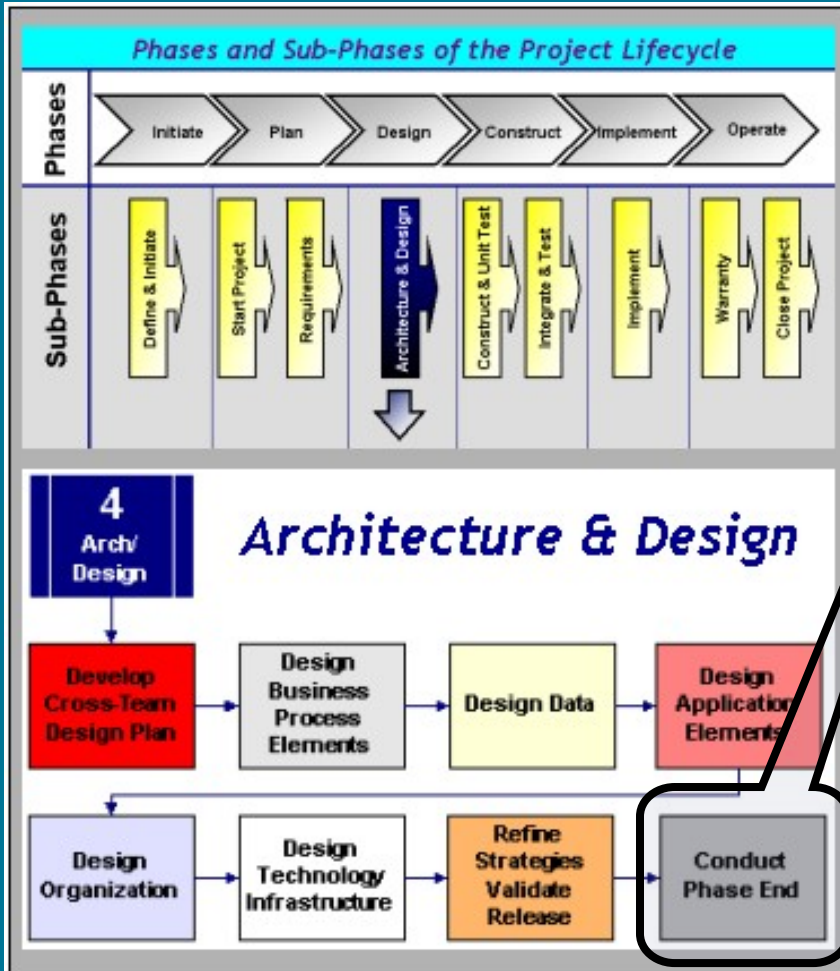 Phases and Sub-Phases of the Project Lifecycle
Phases
Initiate
Plan
Design
Construct
Implement
Operate
Sub-Phases
Define & Initiate
Start Project
Requirements
Architecture & Design
Construct & Unit Test
Integrate & Test
Implement
Warranty
Close Project
4
Arch/
Design
Architecture & Design
Develop
Cross-Team
Design Plan
Design
Business
Process
Elements
Design Data
Design
Application
Elements
Design
Organization
Design
Technology
Infrastructure
Refine
Strategies
Validate
Release
Conduct
Phase End